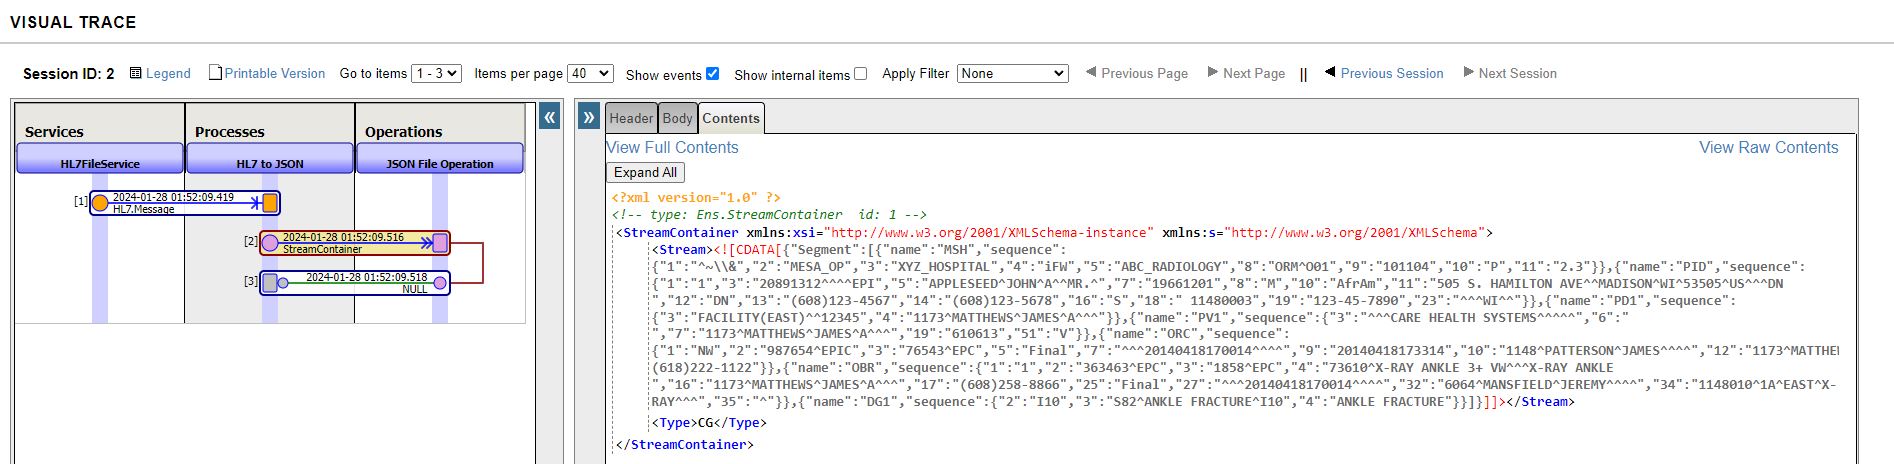 VISUAL TRACE
Session ID: 2 Legend Printable Version Go to items 1 - 3 Items per page 40 Show events Show internal items Apply Filter None Previous Page Next Page || Previous Session Next Session
Services Processes Operations
HL7FileService HL7 to JSON JSON File Operation
[1] 2024-01-28 01:52:09.419
HL7.Message
[2] 2024-01-28 01:52:09.516
StreamContainer
[3] 2024-01-28 01:52:09.518
NULL
« »
Header Body Contents
View Full Contents View Raw Contents
Expand All
<?xml version="1.0" ?>
<!-- type: Ens.StreamContainer  id: 1 -->
<StreamContainer xmlns:xsi="http://www.w3.org/2001/XMLSchema-instance" xmlns:s="http://www.w3.org/2001/XMLSchema">
<Stream><![CDATA[{"Segment":[{"name":"MSH","sequence":
{"1":"^~\\&","2":"MESA_OP","3":"XYZ_HOSPITAL","4":"iFW","5":"ABC_RADIOLOGY","8":"ORM^O01","9":"101104","10":"P","11":"2.3"}},{"name":"PID","sequence":
{"1":"1","3":"20891312^^^^EPI","5":"APPLESEED^JOHN^A^^MR.^","7":"19661201","8":"M","10":"AfrAm","11":"505 S. HAMILTON AVE^^MADISON^WI^53505^US^^^DN
","12":"DN","13":"(608)123-4567","14":"(608)123-5678","16":"S","18":" 11480003","19":"123-45-7890","23":"^^^WI^^"}},{"name":"PD1","sequence":
{"3":"FACILITY(EAST)^^12345","4":"1173^MATTHEWS^JAMES^A^^^"}},{"name":"PV1","sequence":{"3":"^^^CARE HEALTH SYSTEMS^^^^^","6":"
","7":"1173^MATTHEWS^JAMES^A^^^","19":"610613","51":"V"}},{"name":"ORC","sequence":
{"1":"NW","2":"987654^EPIC","3":"76543^EPC","5":"Final","7":"^^^20140418170014^^^^","9":"20140418173314","10":"1148^PATTERSON^JAMES^^^^","12":"1173^MATTHE
(618)222-1122"}},{"name":"OBR","sequence":{"1":"1","2":"363463^EPC","3":"1858^EPC","4":"73610^X-RAY ANKLE 3+ VW^^^X-RAY ANKLE
","16":"1173^MATTHEWS^JAMES^A^^^","17":"(608)258-8866","25":"Final","27":"^^^20140418170014^^^^","32":"6064^MANSFIELD^JEREMY^^^^","34":"1148010^1A^EAST^X-
RAY^^^","35":"^"}},{"name":"DG1","sequence":{"2":"I10","3":"S82^ANKLE FRACTURE^I10","4":"ANKLE FRACTURE"}}]}]]></Stream>
<Type>CG</Type>
</StreamContainer>